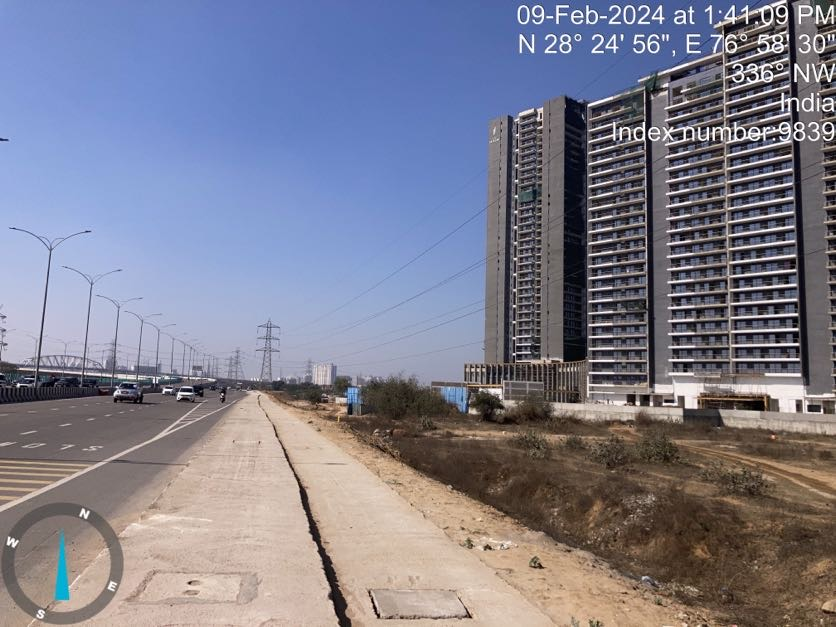 09-Feb-2024 at 1:41:09 PM
N 28° 24' 56", E 76° 58' 30"
336° NW
India
Index number:9839
N
W
E
S